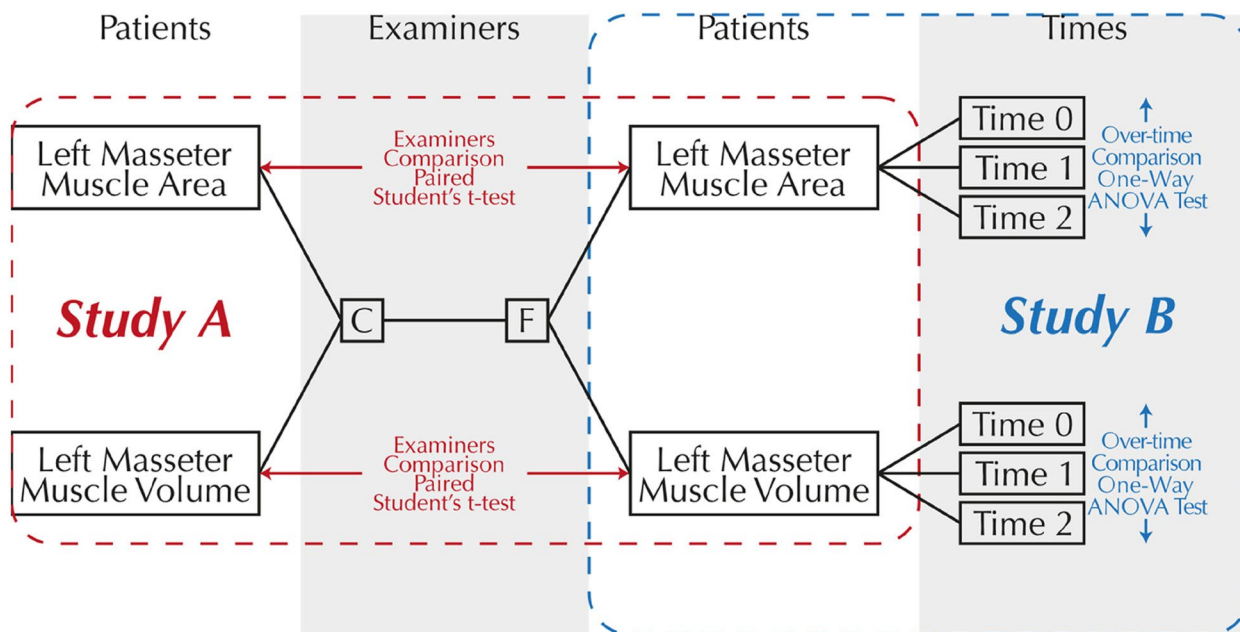 Patients
Examiners
Patients
Times
Left Masseter
Muscle Area
Examiners
Comparison
Paired
Student's t-test
Left Masseter
Muscle Area
Time 0
Time 1
Time 2
Over-time
Comparison
One-Way
ANOVA Test
Study A
C
F
Study B
Left Masseter
Muscle Volume
Examiners
Comparison
Paired
Student's t-test
Left Masseter
Muscle Volume
Time 0
Time 1
Time 2
Over-time
Comparison
One-Way
ANOVA Test